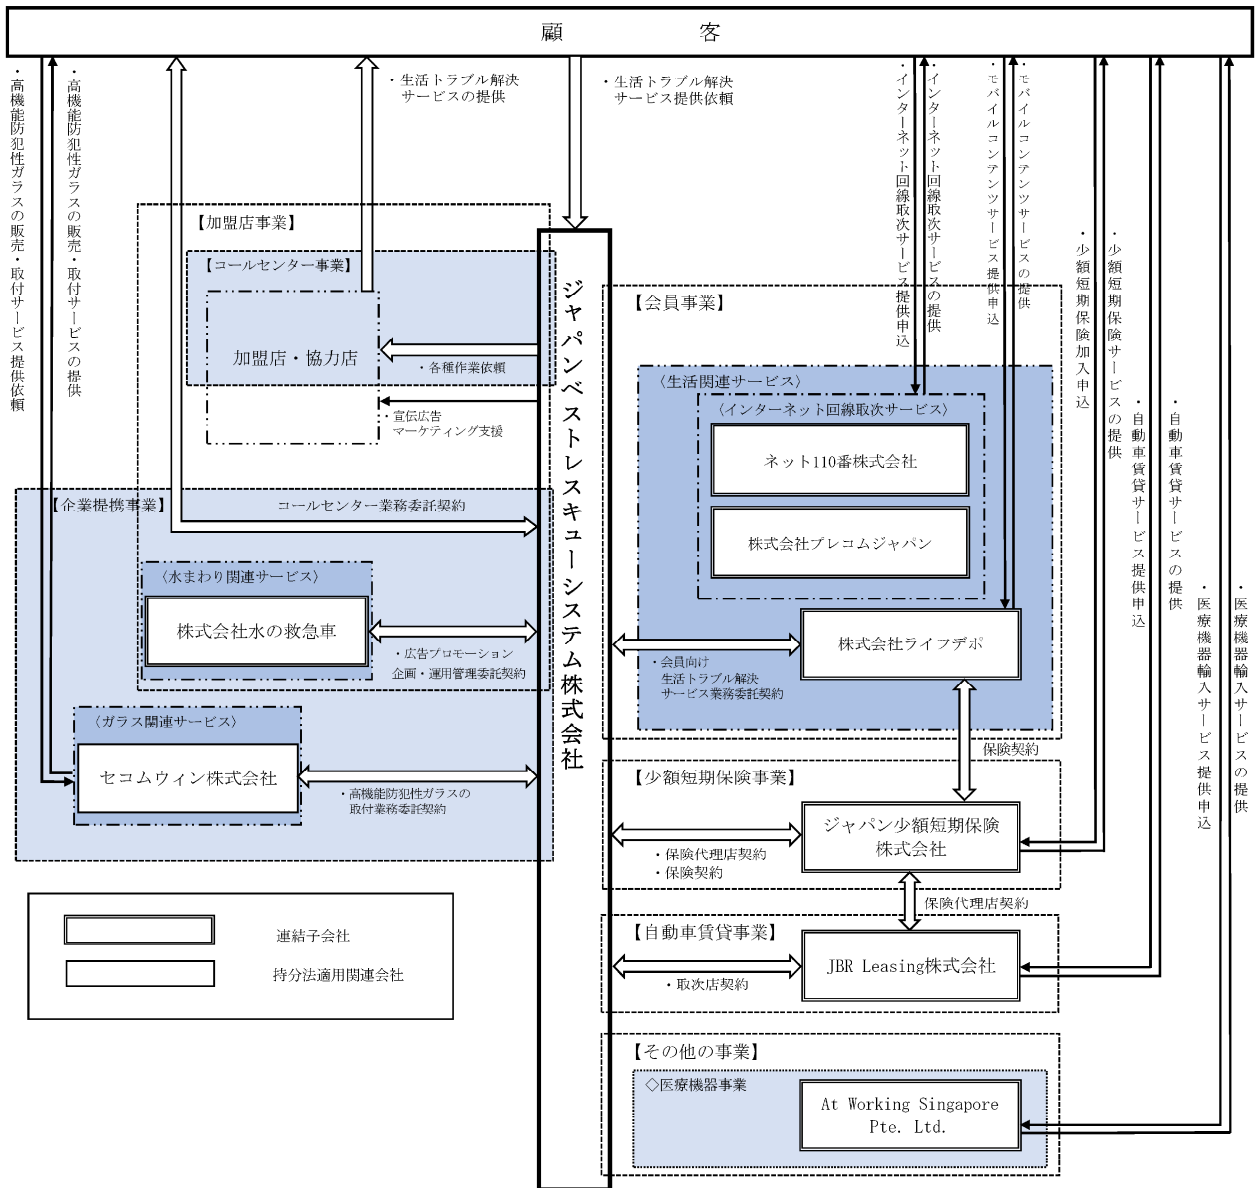 顧　客
・高機能防犯性ガラスの販売・取付サービス提供依頼
・高機能防犯性ガラスの販売・取付サービスの提供
・生活トラブル解決
サービスの提供
・生活トラブル解決
サービス提供依頼
・インターネット回線取次サービス提供申込
・インターネット回線取次サービスの提供
・モバイルコンテンツサービス提供申込
・モバイルコンテンツサービスの提供
・少額短期保険加入申込
・少額短期保険サービスの提供
・自動車賃貸サービス提供申込
・自動車賃貸サービスの提供
・医療機器輸入サービス提供申込
・医療機器輸入サービスの提供
【加盟店事業】
【コールセンター事業】
加盟店・協力店
・各種作業依頼
・宣伝広告
マーケティング支援
【企業提携事業】
コールセンター業務委託契約
〈水まわり関連サービス〉
株式会社水の救急車
・広告プロモーション
企画・運用管理委託契約
〈ガラス関連サービス〉
セコムウィン株式会社
・高機能防犯性ガラスの
取付業務委託契約
ジャパンベストレスキューシステム株式会社
【会員事業】
〈生活関連サービス〉
〈インターネット回線取次サービス〉
ネット110番株式会社
株式会社プレコムジャパン
株式会社ライフデポ
・会員向け
生活トラブル解決
サービス業務委託契約
保険契約
【少額短期保険事業】
ジャパン少額短期保険
株式会社
・保険代理店契約
・保険契約
保険代理店契約
【自動車賃貸事業】
JBR Leasing株式会社
・取次店契約
【その他の事業】
◇医療機器事業
At Working Singapore
Pte. Ltd.
連結子会社
持分法適用関連会社